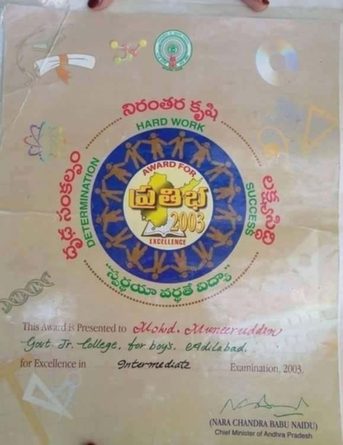 నిరంతర కృషి
HARD WORK
దృఢ సంకల్పం
DETERMINATION
AWARD FOR
ప్రతిభ
2003
EXCELLENCE
SUCCESS
లక్ష్యసిద్ధి
"స్పర్థయా వర్ధతే విద్యా"
This Award is Presented to Mohd. Muneeruddin
Govt. Jr. College, for boys, Adilabad.
for Excellence in Intermediate Examination, 2003.
(NARA CHANDRA BABU NAIDU)
Chief Minister of Andhra Pradesh